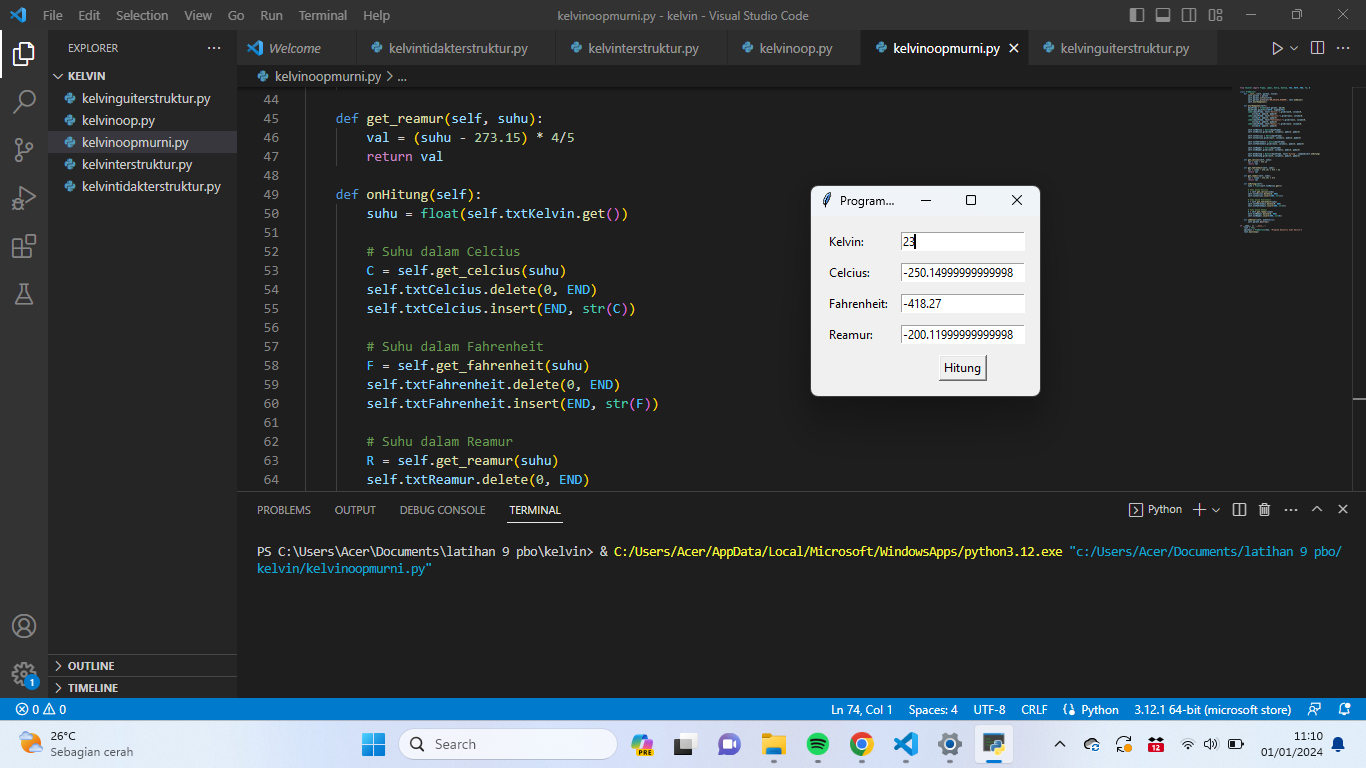 File Edit Selection View Go Run Terminal Help kelvinoopmurni.py - kelvin - Visual Studio Code
EXPLORER
KELVIN
kelvinguiterstruktur.py
kelvinoop.py
kelvinoopmurni.py
kelvinterstruktur.py
kelvintidakterstruktur.py
OUTLINE
TIMELINE
Welcome kelvintidakterstruktur.py kelvinterstruktur.py kelvinoop.py kelvinoopmurni.py kelvinguiterstruktur.py
kelvinoopmurni.py > ...
44
45 def get_reamur(self, suhu):
46 val = (suhu - 273.15) * 4/5
47 return val
48
49 def onHitung(self):
50 suhu = float(self.txtKelvin.get())
51
52 # Suhu dalam Celcius
53 C = self.get_celcius(suhu)
54 self.txtCelcius.delete(0, END)
55 self.txtCelcius.insert(END, str(C))
56
57 # Suhu dalam Fahrenheit
58 F = self.get_fahrenheit(suhu)
59 self.txtFahrenheit.delete(0, END)
60 self.txtFahrenheit.insert(END, str(F))
61
62 # Suhu dalam Reamur
63 R = self.get_reamur(suhu)
64 self.txtReamur.delete(0, END)
Program...
Kelvin: 23
Celcius: -250.14999999999998
Fahrenheit: -418.27
Reamur: -200.11999999999998
Hitung
PROBLEMS OUTPUT DEBUG CONSOLE TERMINAL Python
PS C:\Users\Acer\Documents\latihan 9 pbo\kelvin> & C:/Users/Acer/AppData/Local/Microsoft/WindowsApps/python3.12.exe "c:/Users/Acer/Documents/latihan 9 pbo/
kelvin/kelvinoopmurni.py"
1
0 0 Ln 74, Col 1 Spaces: 4 UTF-8 CRLF Python 3.12.1 64-bit (microsoft store)
26°C
Sebagian cerah
Search
PRE
12
11:10
01/01/2024